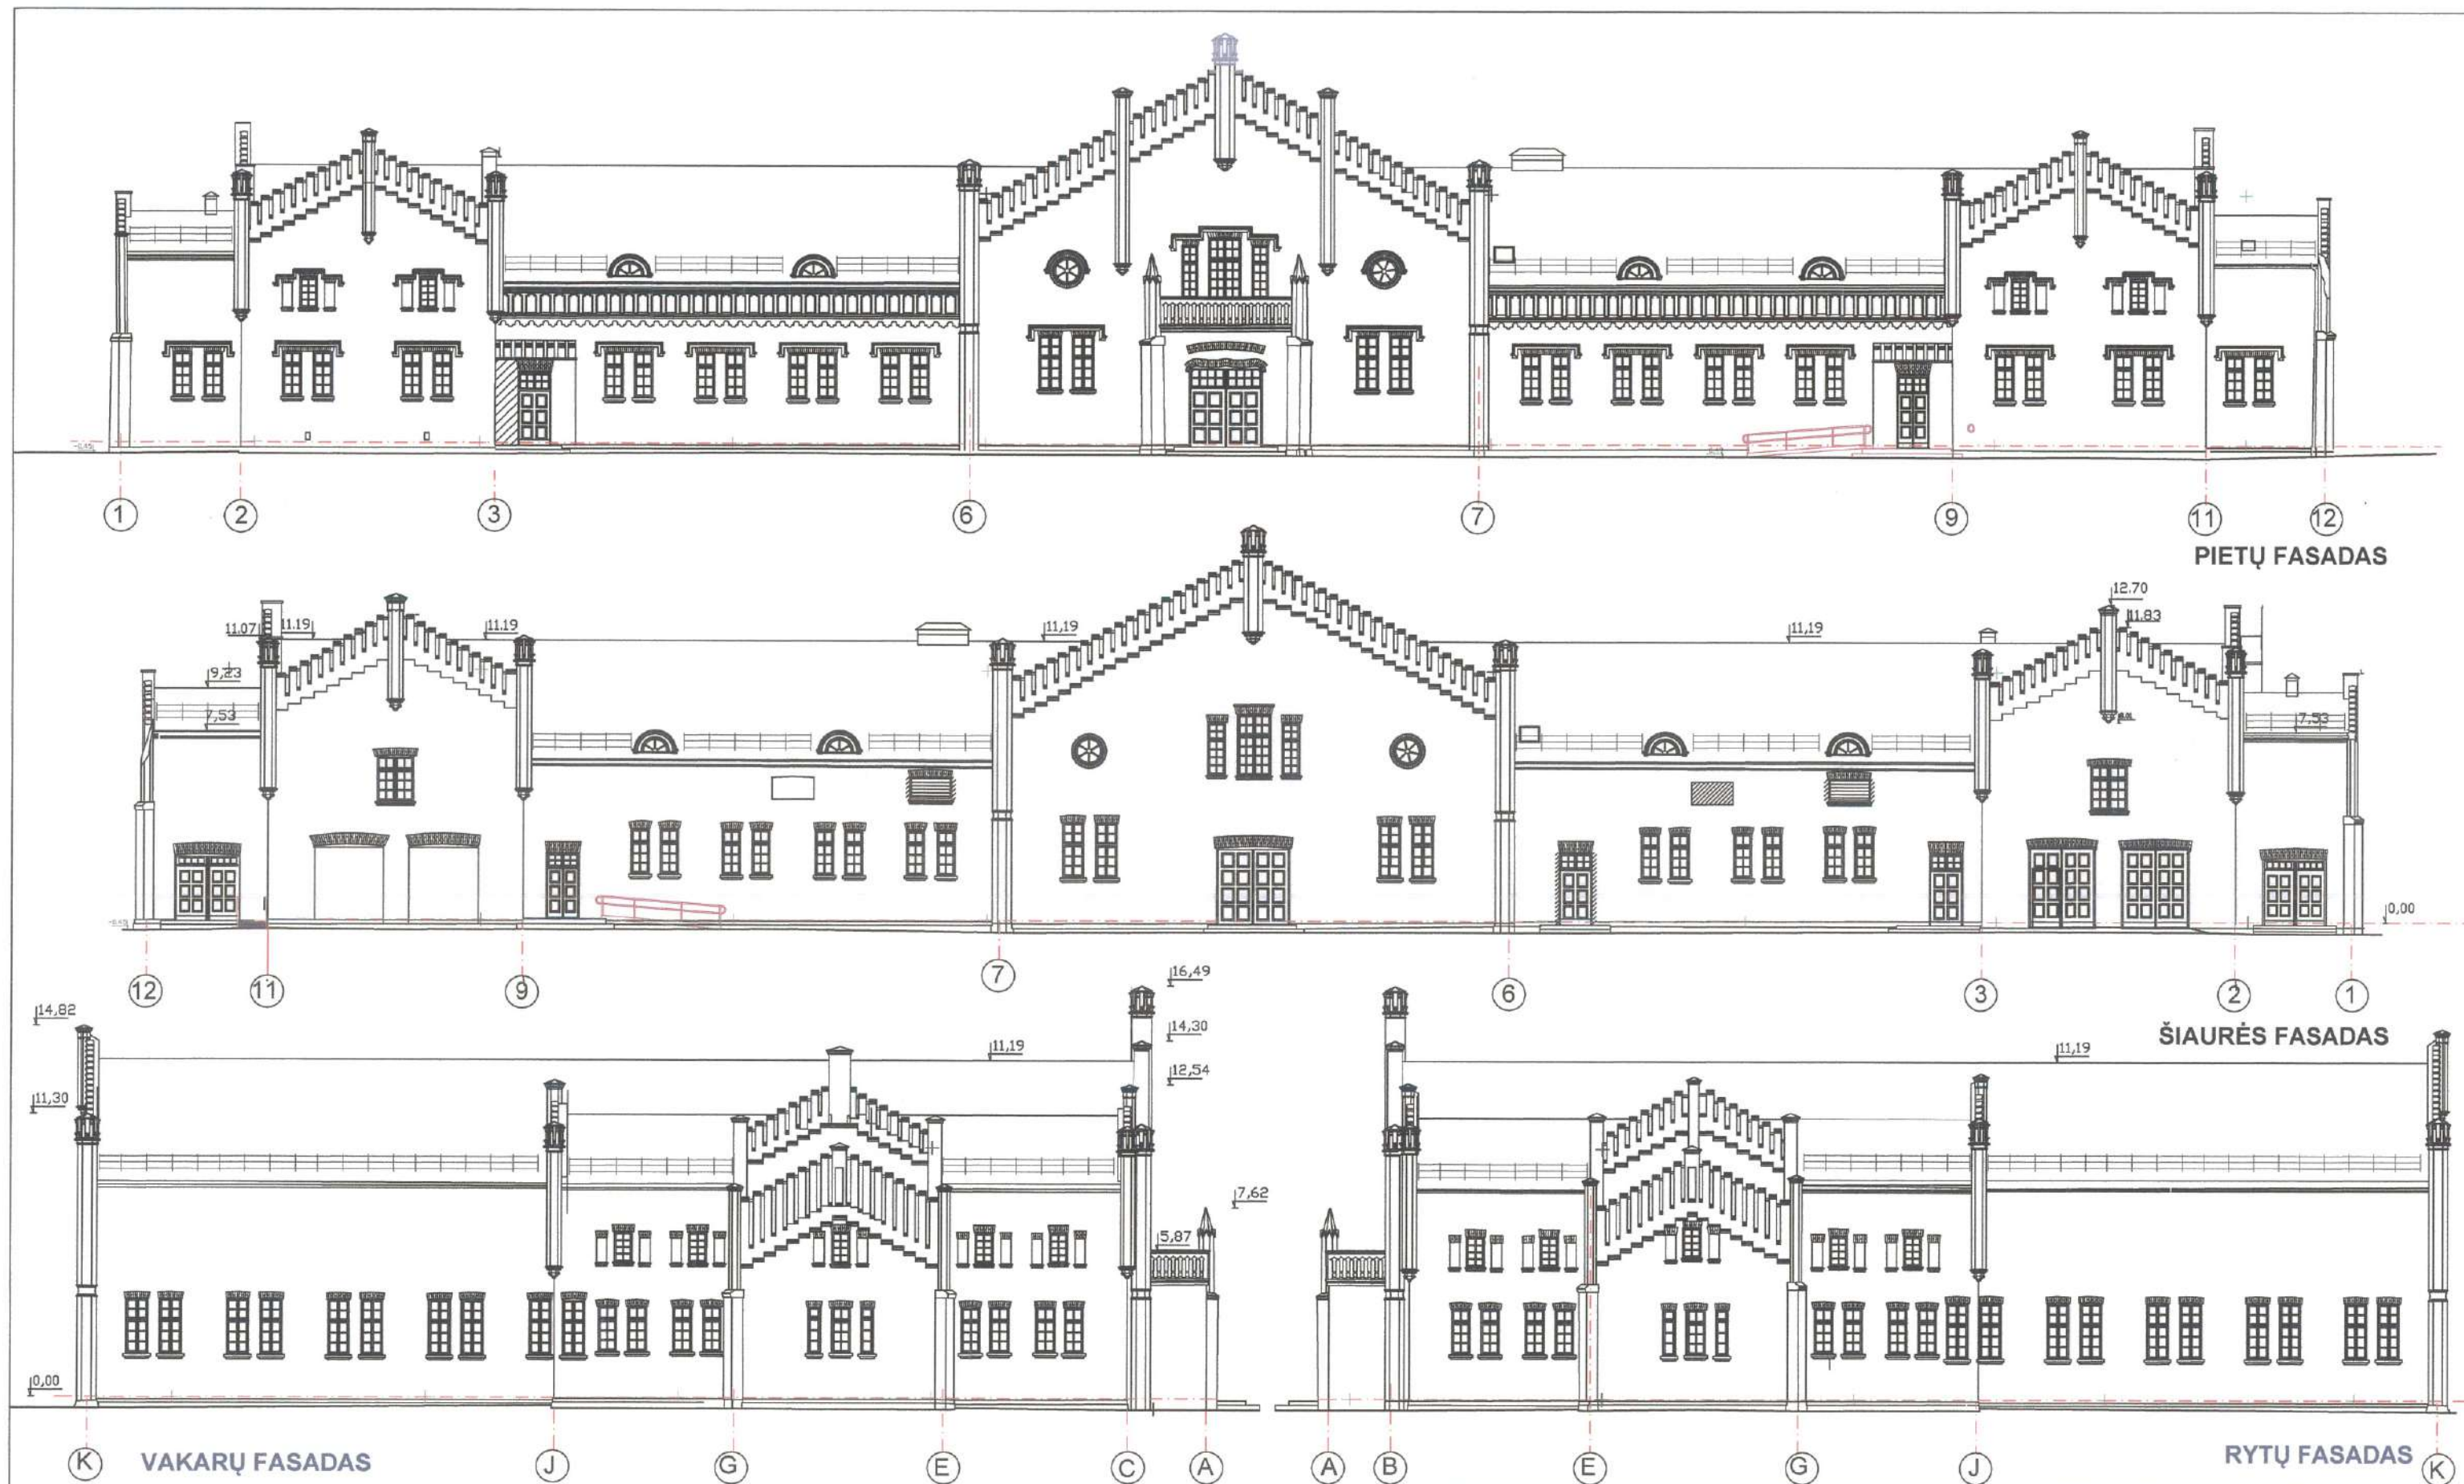 1 2 3 6 7 9 11 12
PIETŲ FASADAS
11.07 11.19 11.19 11,19 11,19 12.70
11.83
9,23
7,53 7,53
0,00
12 11 9 7 6 3 2 1
ŠIAURĖS FASADAS
14,82 11,19 16,49 11,19
14,30
11,30 12,54
7,62
5,87
0,00
K J G E C A A B E G J K
VAKARŲ FASADAS RYTŲ FASADAS